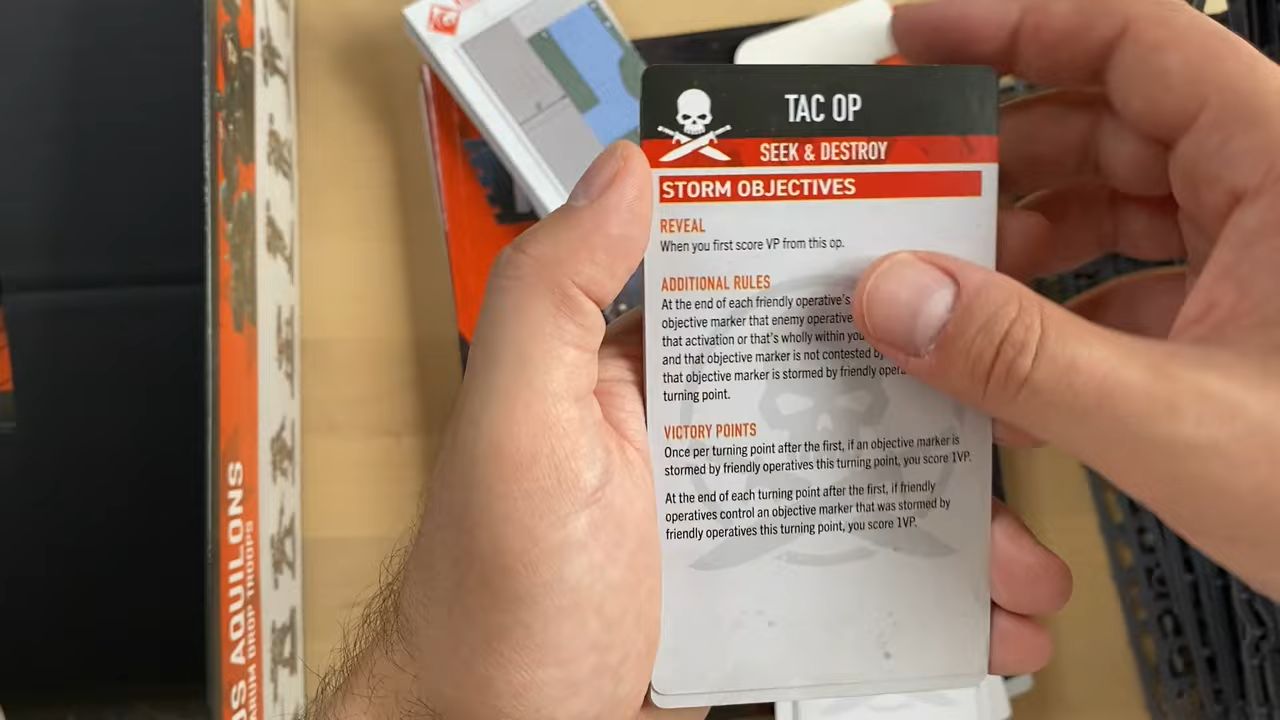 TAC OP
SEEK & DESTROY
STORM OBJECTIVES
REVEAL
When you first score VP from this op.
ADDITIONAL RULES
At the end of each friendly operative's
objective marker that enemy operative
that activation or that's wholly within
and that objective marker is not contested
that objective marker is stormed by friendly
turning point.
VICTORY POINTS
Once per turning point after the first, if an objective marker is
stormed by friendly operatives this turning point, you score 1VP.
At the end of each turning point after the first, if friendly
operatives control an objective marker that was stormed by
friendly operatives this turning point, you score 1VP.
AQUILONS
DROP TROOPS